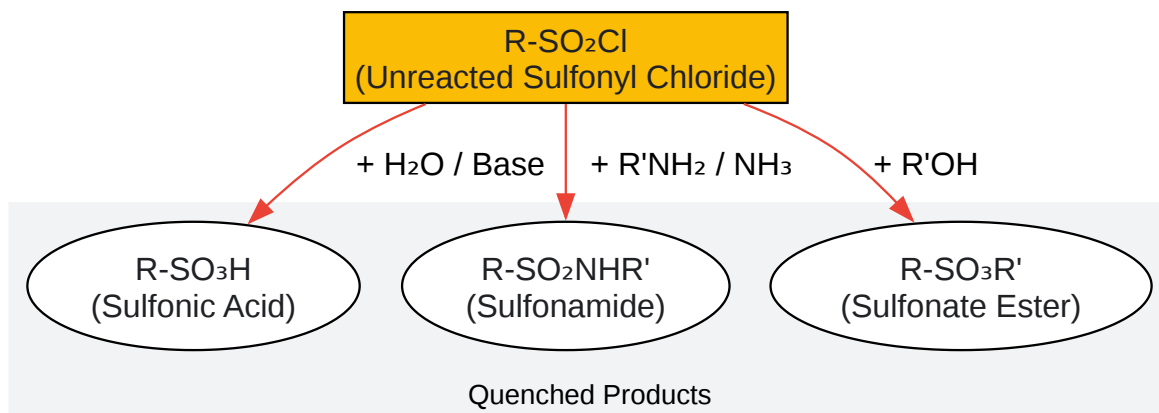 R-SO₂Cl
(Unreacted Sulfonyl Chloride)
+ H₂O / Base
+ R'NH₂ / NH₃
+ R'OH
R-SO₃H
(Sulfonic Acid)
R-SO₂NHR'
(Sulfonamide)
R-SO₃R'
(Sulfonate Ester)
Quenched Products